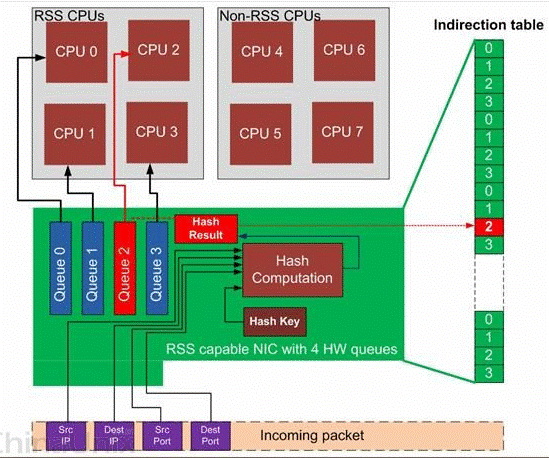 RSS CPUs
Non-RSS CPUs
Indirection table
CPU 0
CPU 2
CPU 4
CPU 6
CPU 1
CPU 3
CPU 5
CPU 7
0
1
2
3
0
1
2
3
0
1
2
3
0
1
2
3
Hash
Result
Queue 0
Queue 1
Queue 2
Queue 3
Hash
Computation
Hash Key
RSS capable NIC with 4 HW queues
Src
IP
Dest
IP
Src
Port
Dest
Port
Incoming packet